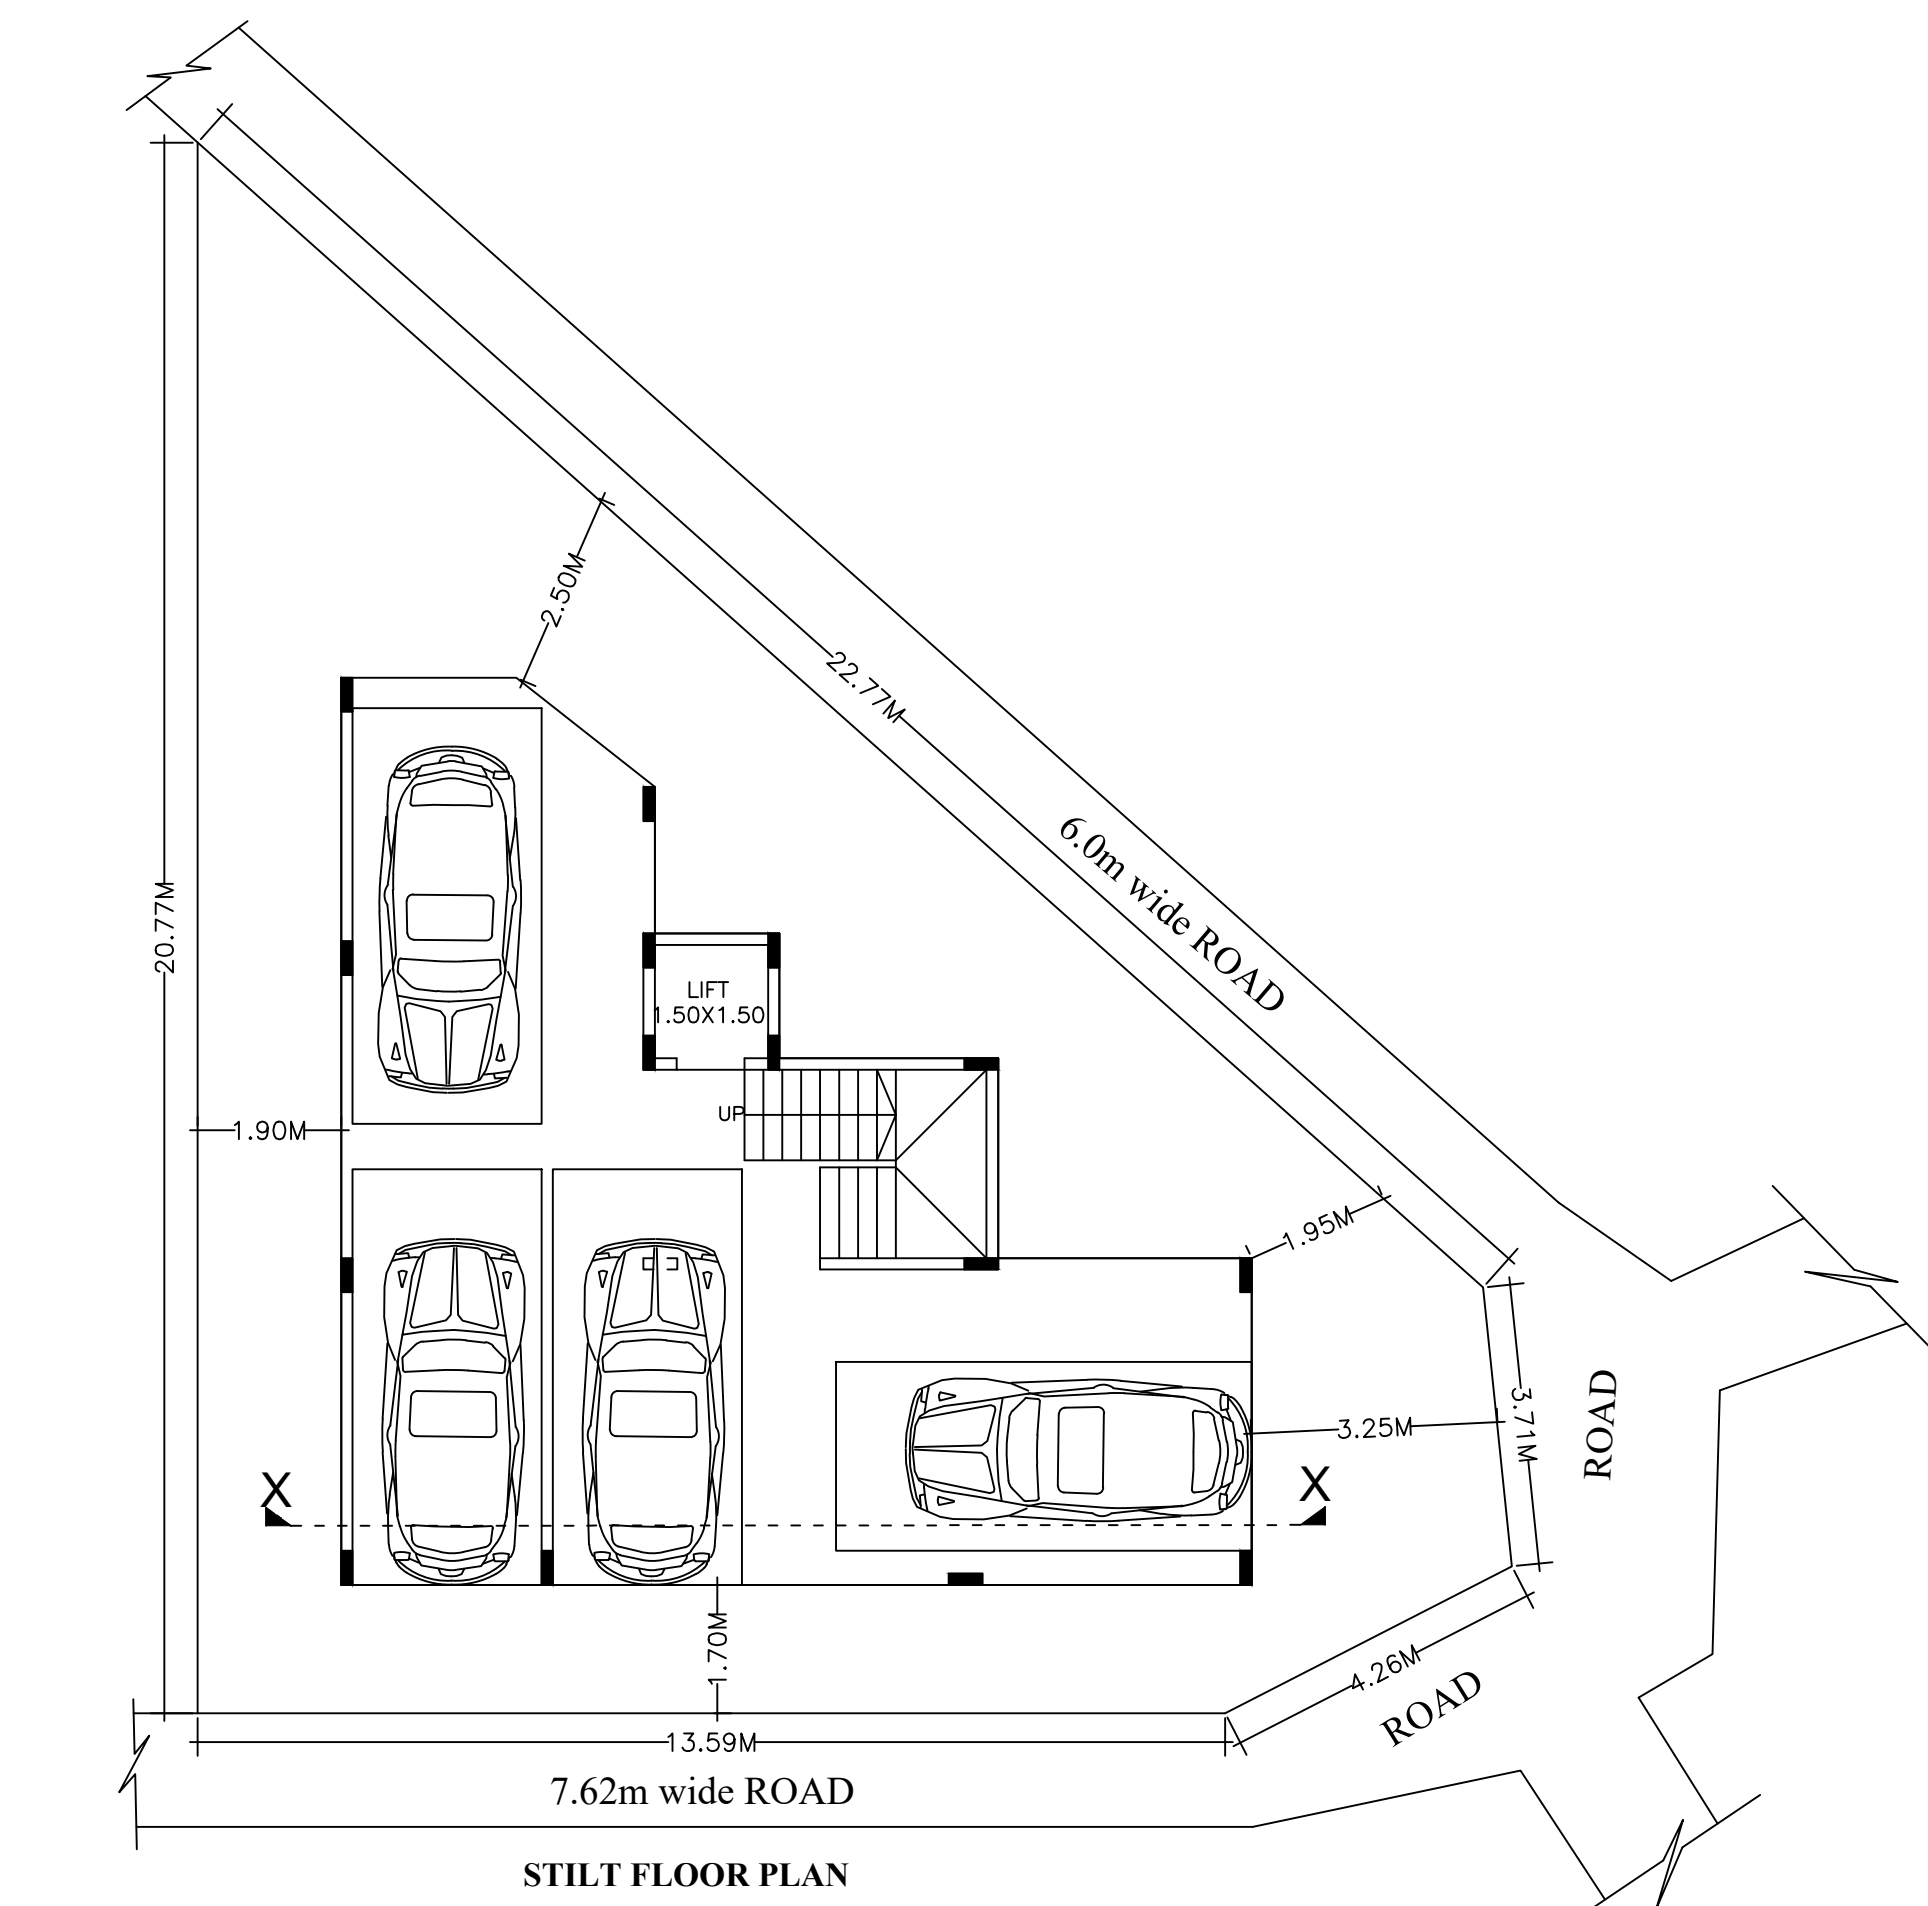 2.50M
22.77M
6.0m wide ROAD
20.77M
LIFT
1.50X1.50
UP
1.90M
1.95M
3.71M
ROAD
3.25M
X
X
1.70M
4.26M
ROAD
13.59M
7.62m wide ROAD
STILT FLOOR PLAN